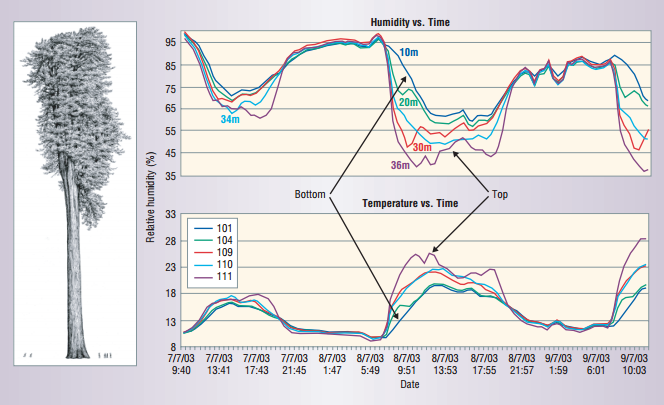 Humidity vs. Time
95
85
75
65
55
45
35
10m
20m
34m
30m
36m
Relative humidity (%)
Bottom
Top
Temperature vs. Time
33
28
23
18
13
8
101
104
109
110
111
7/7/03 7/7/03 7/7/03 7/7/03 8/7/03 8/7/03 8/7/03 8/7/03 8/7/03 8/7/03 9/7/03 9/7/03 9/7/03
9:40 13:41 17:43 21:45 1:47 5:49 9:51 13:53 17:55 21:57 1:59 6:01 10:03
Date